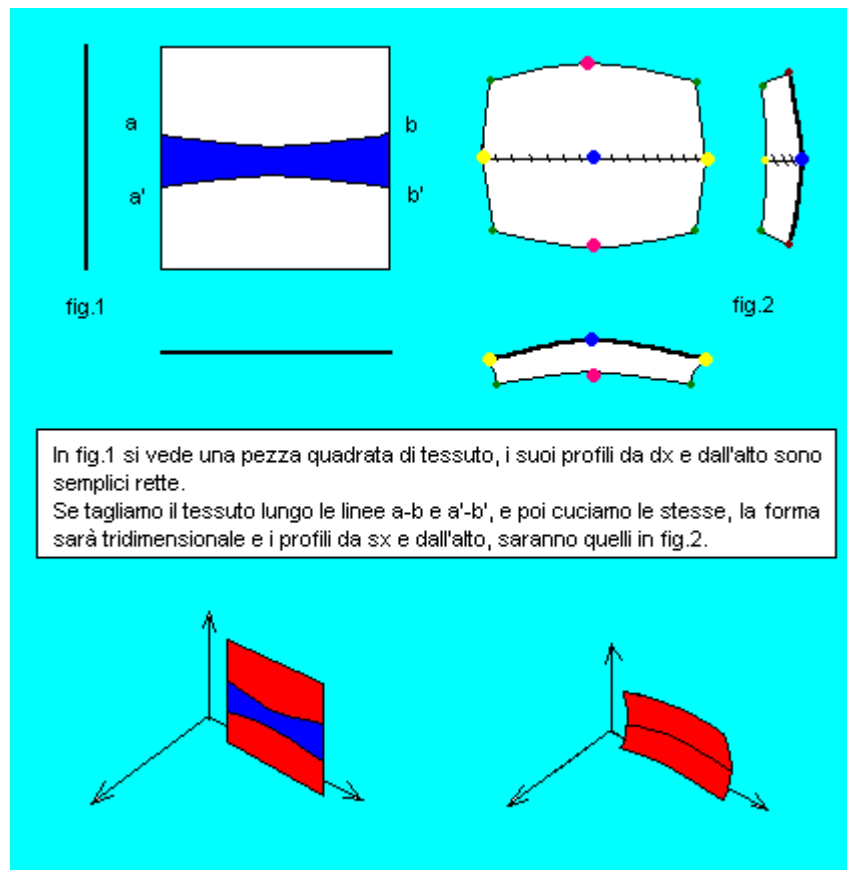 a
b
a'
b'
fig.1
fig.2
In fig.1 si vede una pezza quadrata di tessuto, i suoi profili da dx e dall'alto sono
semplici rette.
Se tagliamo il tessuto lungo le linee a-b e a'-b', e poi cuciamo le stesse, la forma
sarà tridimensionale e i profili da sx e dall'alto, saranno quelli in fig.2.